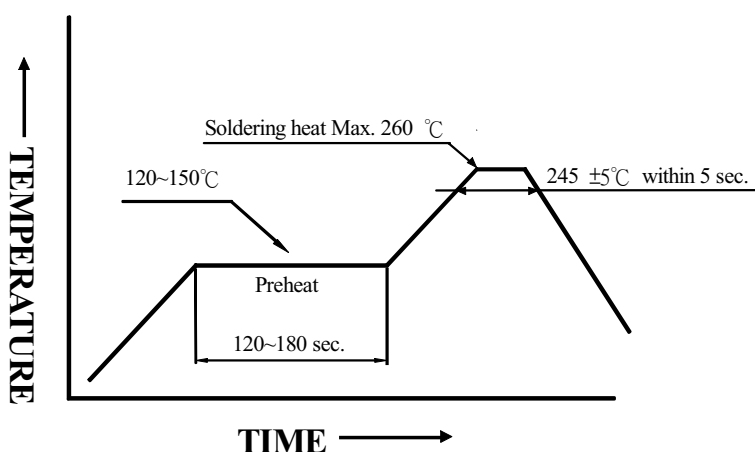 Soldering heat Max. 260 ℃
120~150℃
245 ±5℃ within 5 sec.
Preheat
120~180 sec.
TEMPERATURE
TIME